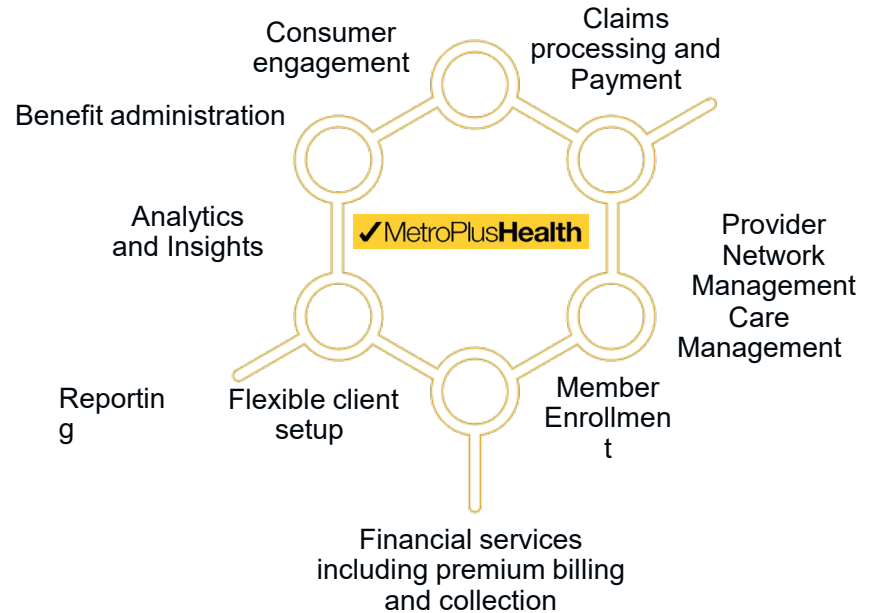 Consumer
engagement
Claims
processing and
Payment
Benefit administration
Analytics
and Insights
✓MetroPlusHealth
Provider
Network
Management
Care
Management
Reportin
g
Flexible client
setup
Member
Enrollmen
t
Financial services
including premium billing
and collection